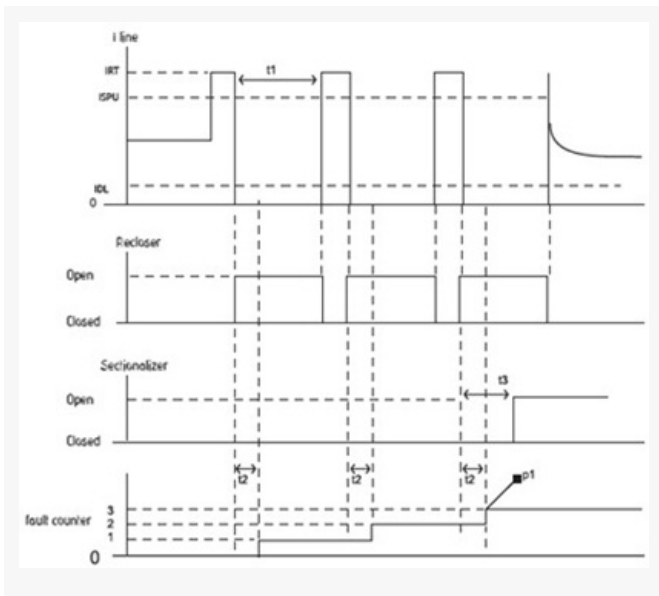 I line
IRT
t1
ISPU
IDL
0
Recloser
Open
Closed
Sectionalizer
Open
t3
Closed
t2
t2
t2
p1
fault counter
3
2
1
0